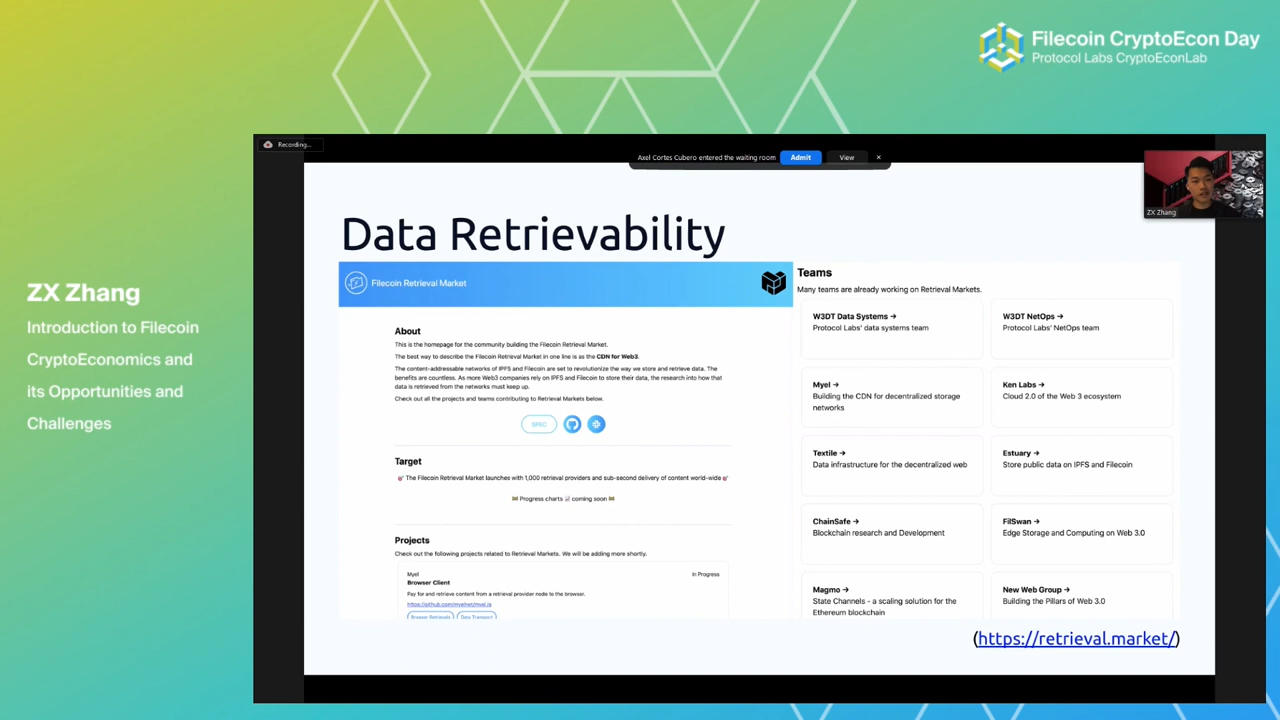 Filecoin CryptoEcon Day
Protocol Labs CryptoEconLab
Recording...
Axel Cortes Cubero entered the waiting room
Admit
View
ZX Zhang
ZX Zhang
Introduction to Filecoin
CryptoEconomics and
its Opportunities and
Challenges
Data Retrievability
Filecoin Retrieval Market
About
This is the homepage for the community building the Filecoin Retrieval Market.
The best way to describe the Filecoin Retrieval Market in one line is as the CDN for Web3.
The content-addressable networks of IPFS and Filecoin are set to revolutionize the way we store and retrieve data. The
benefits are countless. As more Web3 companies rely on IPFS and Filecoin to store their data, the research into how that
data is retrieved from the networks must keep up.
Check out all the projects and teams contributing to Retrieval Markets below.
SPEC
Target
🎯 The Filecoin Retrieval Market launches with 1,000 retrieval providers and sub-second delivery of content world-wide 🎯
🚧 Progress charts 📈 coming soon 🚧
Projects
Check out the following projects related to Retrieval Markets. We will be adding more shortly.
Myel
In Progress
Browser Client
Pay for and retrieve content from a retrieval provider node to the browser.
https://github.com/myelnet/myel.js
Browser Retrievals
Data Transport
Teams
Many teams are already working on Retrieval Markets.
W3DT Data Systems →
Protocol Labs' data systems team
W3DT NetOps →
Protocol Labs' NetOps team
Myel →
Building the CDN for decentralized storage
networks
Ken Labs →
Cloud 2.0 of the Web 3 ecosystem
Textile →
Data infrastructure for the decentralized web
Estuary →
Store public data on IPFS and Filecoin
ChainSafe →
Blockchain research and Development
FilSwan →
Edge Storage and Computing on Web 3.0
Magmo →
State Channels - a scaling solution for the
Ethereum blockchain
New Web Group →
Building the Pillars of Web 3.0
(https://retrieval.market/)